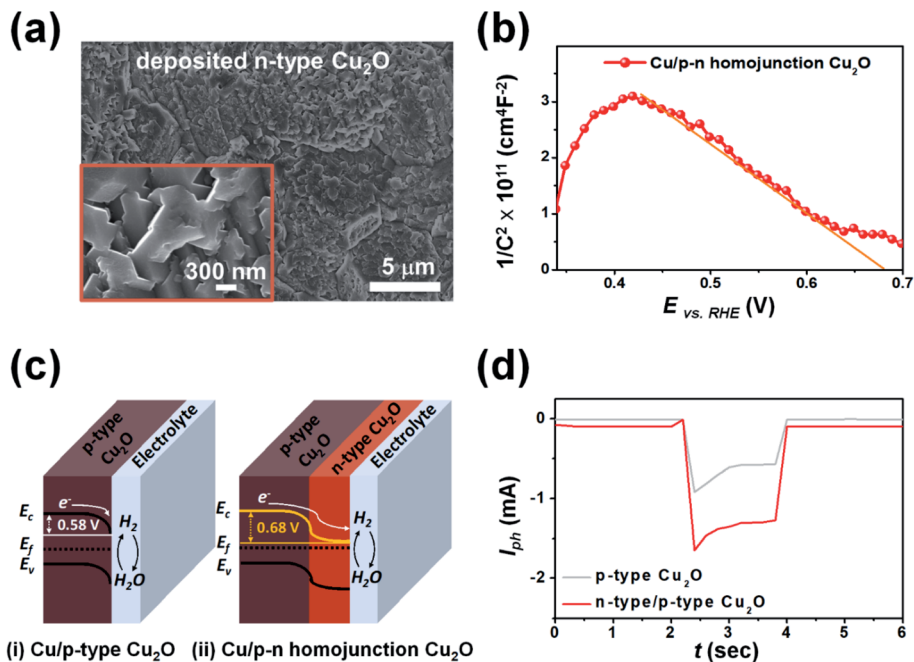 (a)
deposited n-type Cu₂O
300 nm
5 μm
(b)
Cu/p-n homojunction Cu₂O
1/C² x 10¹¹ (cm⁴F⁻²)
3
2
1
0
0.4
0.5
0.6
0.7
E vs. RHE (V)
(c)
p-type
Cu₂O
Electrolyte
Ec
e⁻
0.58 V
H₂
Ef
Ev
H₂O
(i) Cu/p-type Cu₂O
p-type
Cu₂O
n-type Cu₂O
Electrolyte
Ec
e⁻
0.68 V
H₂
Ef
Ev
H₂O
(ii) Cu/p-n homojunction Cu₂O
(d)
Iph (mA)
0
-1
-2
p-type Cu₂O
n-type/p-type Cu₂O
0
1
2
3
4
5
6
t (sec)